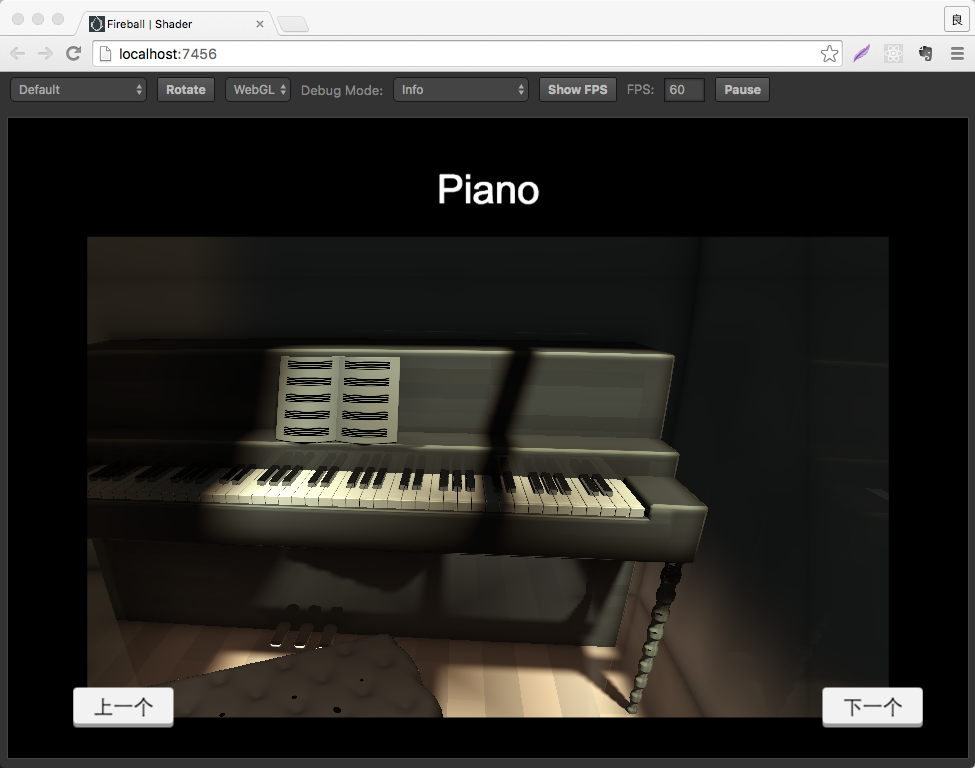 Fireball | Shader
良
localhost:7456
Default Rotate WebGL Debug Mode: Info Show FPS FPS: 60 Pause
Piano
上一个 下一个